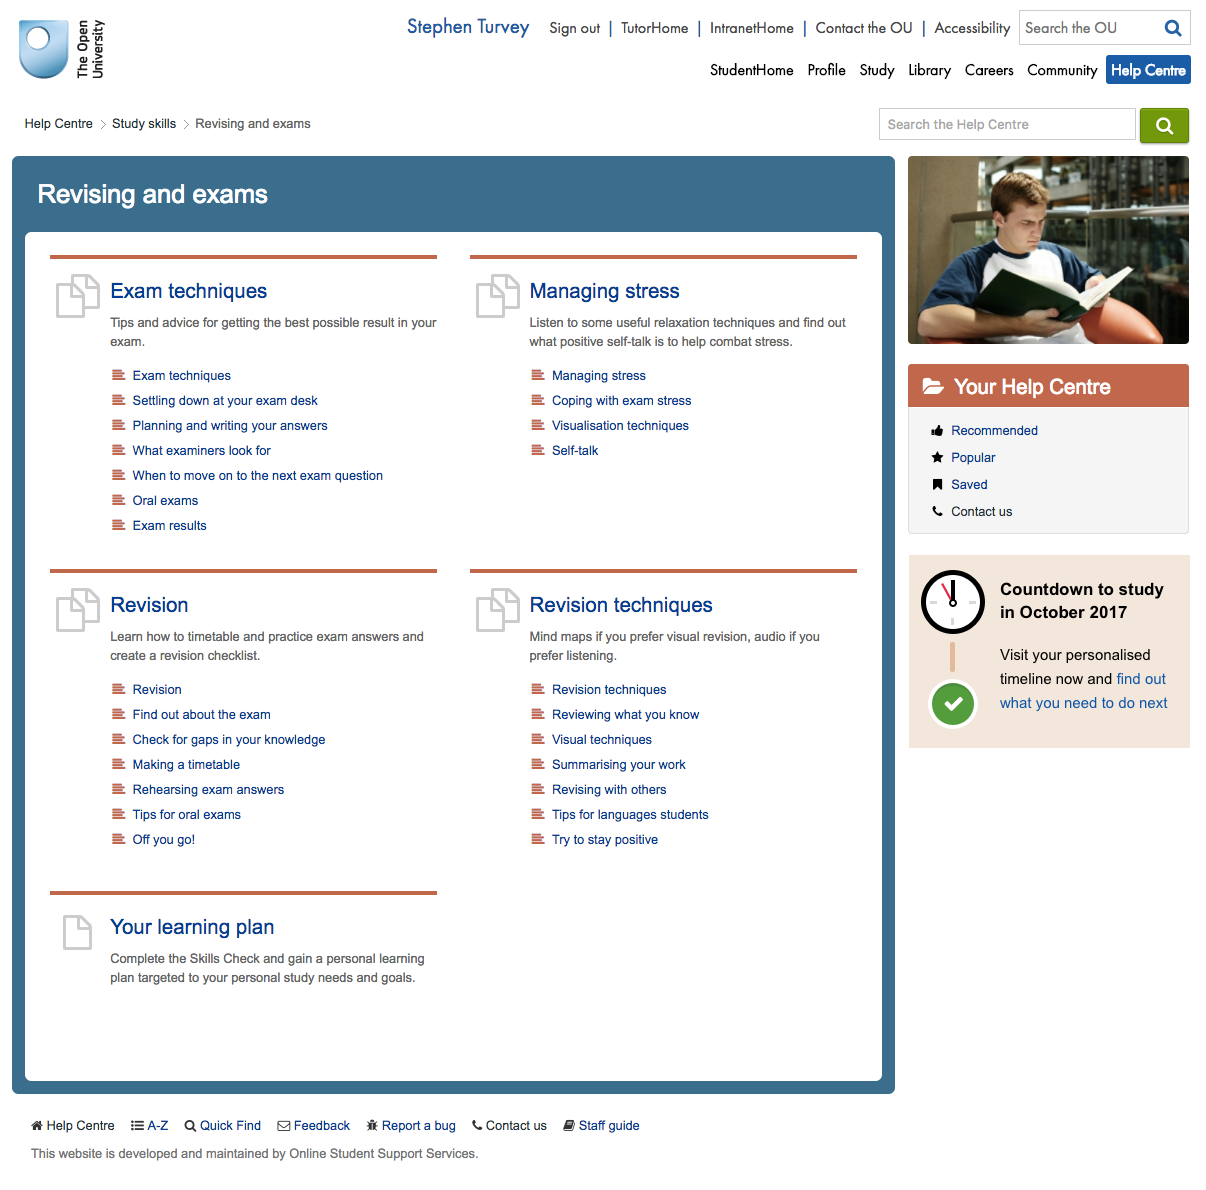 The Open
University
Stephen Turvey Sign out | TutorHome | IntranetHome | Contact the OU | Accessibility Search the OU
StudentHome Profile Study Library Careers Community Help Centre
Help Centre Study skills Revising and exams
Search the Help Centre
Revising and exams
Exam techniques
Tips and advice for getting the best possible result in your
exam.
Exam techniques
Settling down at your exam desk
Planning and writing your answers
What examiners look for
When to move on to the next exam question
Oral exams
Exam results
Managing stress
Listen to some useful relaxation techniques and find out
what positive self-talk is to help combat stress.
Managing stress
Coping with exam stress
Visualisation techniques
Self-talk
Revision
Learn how to timetable and practice exam answers and
create a revision checklist.
Revision
Find out about the exam
Check for gaps in your knowledge
Making a timetable
Rehearsing exam answers
Tips for oral exams
Off you go!
Revision techniques
Mind maps if you prefer visual revision, audio if you
prefer listening.
Revision techniques
Reviewing what you know
Visual techniques
Summarising your work
Revising with others
Tips for languages students
Try to stay positive
Your learning plan
Complete the Skills Check and gain a personal learning
plan targeted to your personal study needs and goals.
Your Help Centre
Recommended
Popular
Saved
Contact us
Countdown to study
in October 2017
Visit your personalised
timeline now and find out
what you need to do next
Help Centre A-Z Quick Find Feedback Report a bug Contact us Staff guide
This website is developed and maintained by Online Student Support Services.